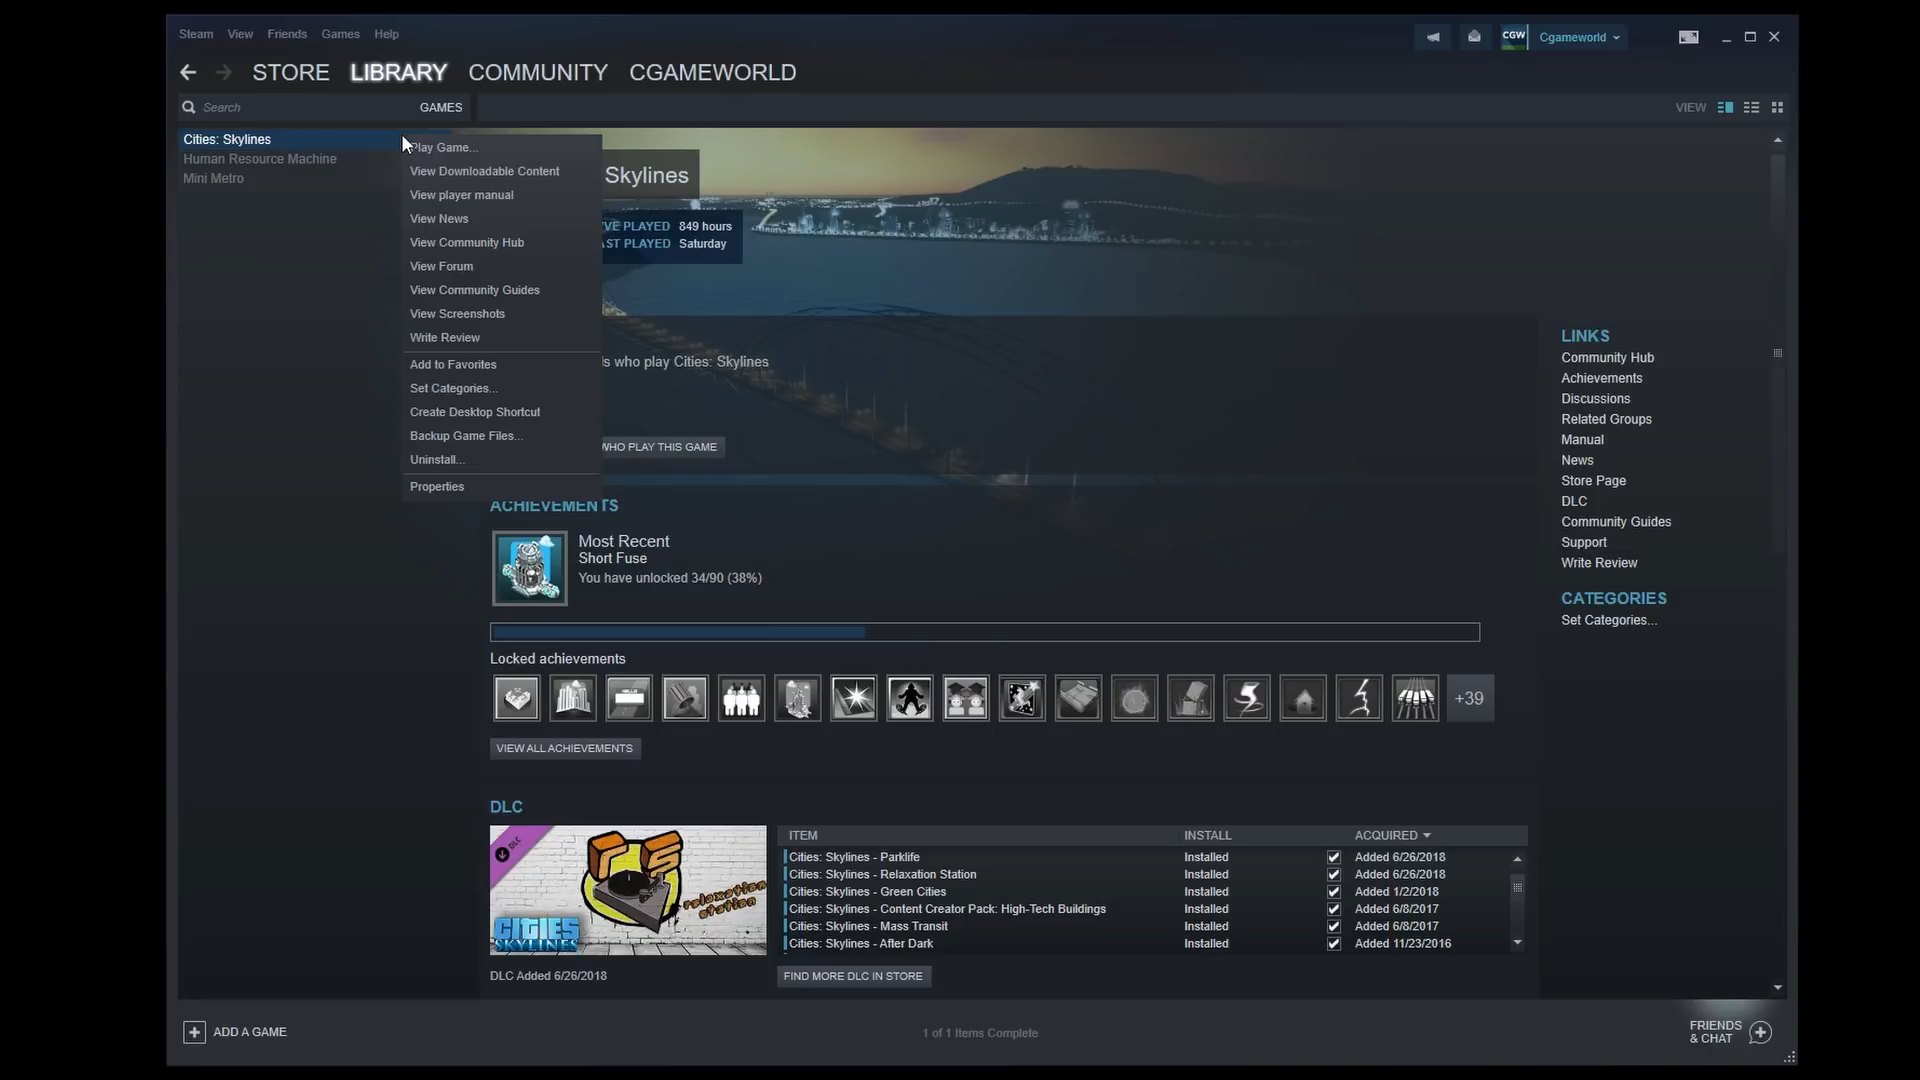 Steam View Friends Games Help
CGW Cgameworld
STORE LIBRARY COMMUNITY CGAMEWORLD
Search GAMES
VIEW
Cities: Skylines
Human Resource Machine
Mini Metro
Play Game...
View Downloadable Content
View player manual
View News
View Community Hub
View Forum
View Community Guides
View Screenshots
Write Review
Add to Favorites
Set Categories...
Create Desktop Shortcut
Backup Game Files...
Uninstall...
Properties
Skylines
'VE PLAYED 849 hours
AST PLAYED Saturday
ls who play Cities: Skylines
WHO PLAY THIS GAME
ACHIEVEMENTS
Most Recent
Short Fuse
You have unlocked 34/90 (38%)
Locked achievements
+39
VIEW ALL ACHIEVEMENTS
DLC
DLC
RS
relaxation
station
CITIES
SKYLINES
DLC Added 6/26/2018
ITEM INSTALL ACQUIRED
Cities: Skylines - Parklife Installed Added 6/26/2018
Cities: Skylines - Relaxation Station Installed Added 6/26/2018
Cities: Skylines - Green Cities Installed Added 1/2/2018
Cities: Skylines - Content Creator Pack: High-Tech Buildings Installed Added 6/8/2017
Cities: Skylines - Mass Transit Installed Added 6/8/2017
Cities: Skylines - After Dark Installed Added 11/23/2016
FIND MORE DLC IN STORE
LINKS
Community Hub
Achievements
Discussions
Related Groups
Manual
News
Store Page
DLC
Community Guides
Support
Write Review
CATEGORIES
Set Categories...
ADD A GAME
1 of 1 Items Complete
FRIENDS
& CHAT